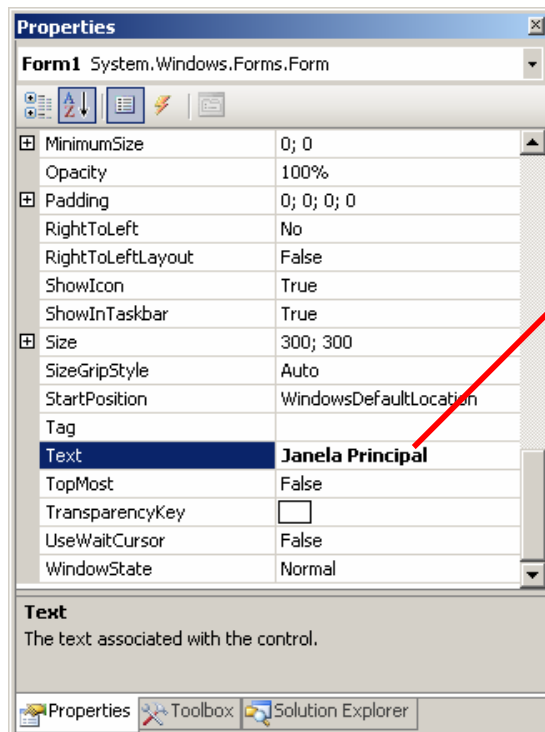 Properties
Form1 System.Windows.Forms.Form
MinimumSize 0; 0
Opacity 100%
Padding 0; 0; 0; 0
RightToLeft No
RightToLeftLayout False
ShowIcon True
ShowInTaskbar True
Size 300; 300
SizeGripStyle Auto
StartPosition WindowsDefaultLocation
Tag
Text Janela Principal
TopMost False
TransparencyKey
UseWaitCursor False
WindowState Normal
Text
The text associated with the control.
Properties Toolbox Solution Explorer